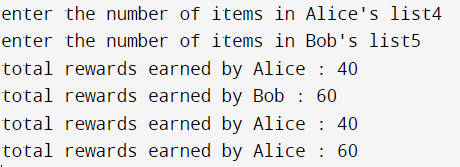 enter the number of items in Alice's list4
enter the number of items in Bob's list5
total rewards earned by Alice : 40
total rewards earned by Bob : 60
total rewards earned by Alice : 40
total rewards earned by Alice : 60